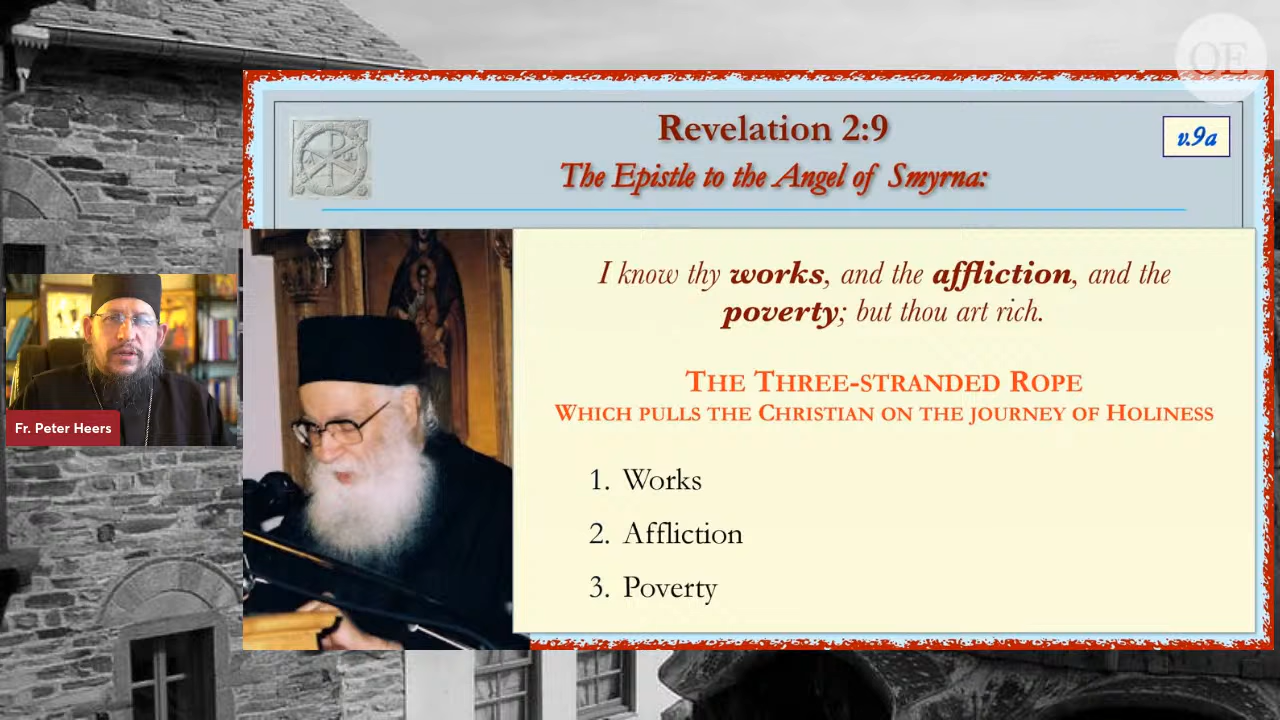 OE
Revelation 2:9
v.9a
The Epistle to the Angel of Smyrna:
I know thy works, and the affliction, and the
poverty; but thou art rich.
THE THREE-STRANDED ROPE
WHICH PULLS THE CHRISTIAN ON THE JOURNEY OF HOLINESS
1. Works
2. Affliction
3. Poverty
Fr. Peter Heers